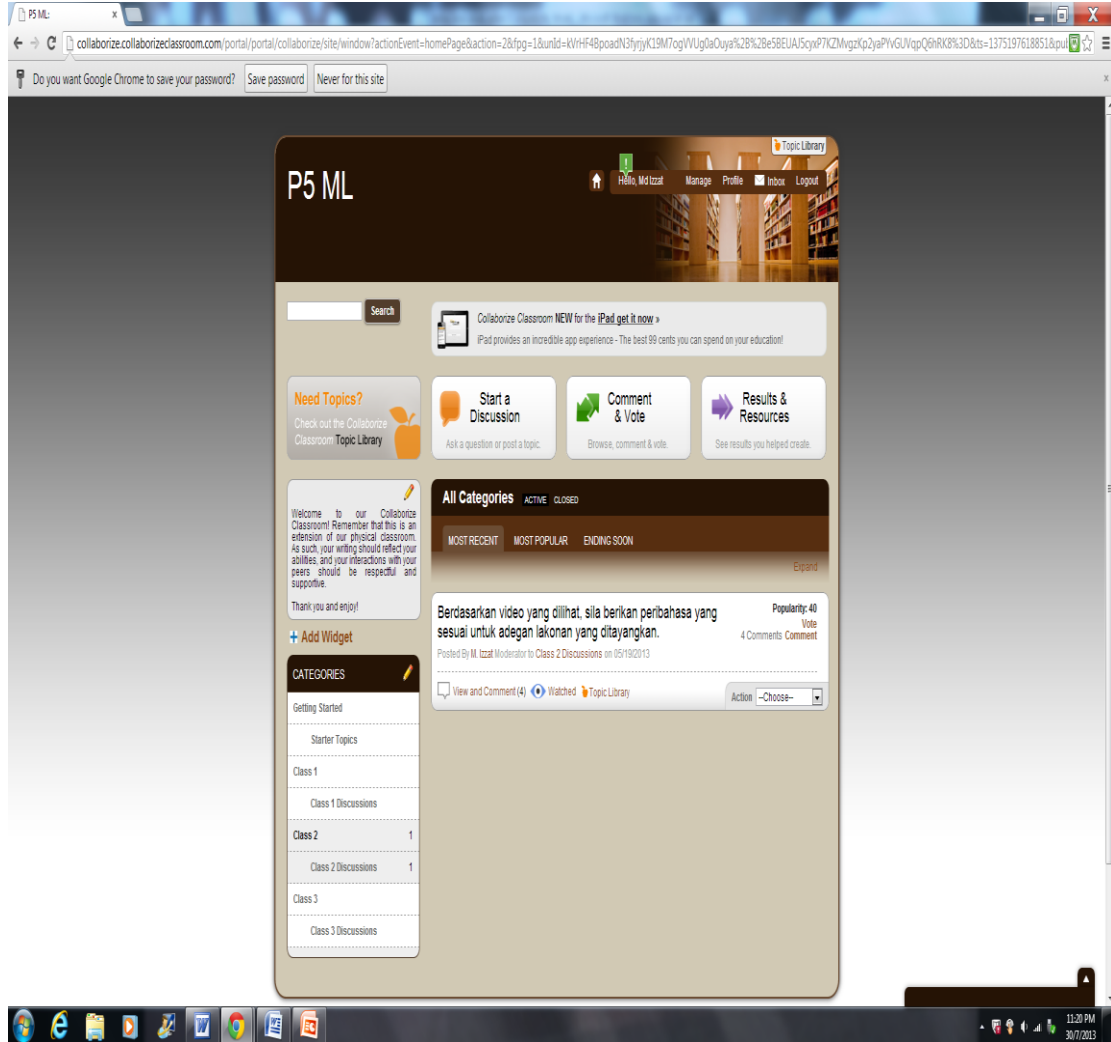 P5 ML:
collaborize.collaborizeclassroom.com/portal/portal/collaborize/site/window?actionEvent=homePage&action=2&fpg=1&unId=
Do you want Google Chrome to save your password? Save password Never for this site
Topic Library
P5 ML
Hello, Md Izzat Manage Profile Inbox Logout
Search
Collaborize Classroom NEW for the iPad get it now »
iPad provides an incredible app experience - The best 99 cents you can spend on your education!
Need Topics?
Check out the Collaborize
Classroom Topic Library
Start a
Discussion
Ask a question or post a topic.
Comment
& Vote
Browse, comment & vote.
Results &
Resources
See results you helped create.
Welcome to our Collaborize
Classroom! Remember that this is an
extension of our physical classroom.
As such, your writing should reflect your
abilities, and your interactions with your
peers should be respectful and
supportive.
Thank you and enjoy!
Add Widget
CATEGORIES
Getting Started
Starter Topics
Class 1
Class 1 Discussions
Class 2 1
Class 2 Discussions 1
Class 3
Class 3 Discussions
All Categories ACTIVE CLOSED
MOST RECENT MOST POPULAR ENDING SOON
Expand
Berdasarkan video yang dilihat, sila berikan peribahasa yang
sesuai untuk adegan lakonan yang ditayangkan.
Posted By M. Izzat Moderator to Class 2 Discussions on 05/19/2013
Popularity: 40
Vote
4 Comments Comment
View and Comment (4) Watched Topic Library
Action --Choose--
11:20 PM
30/7/2013